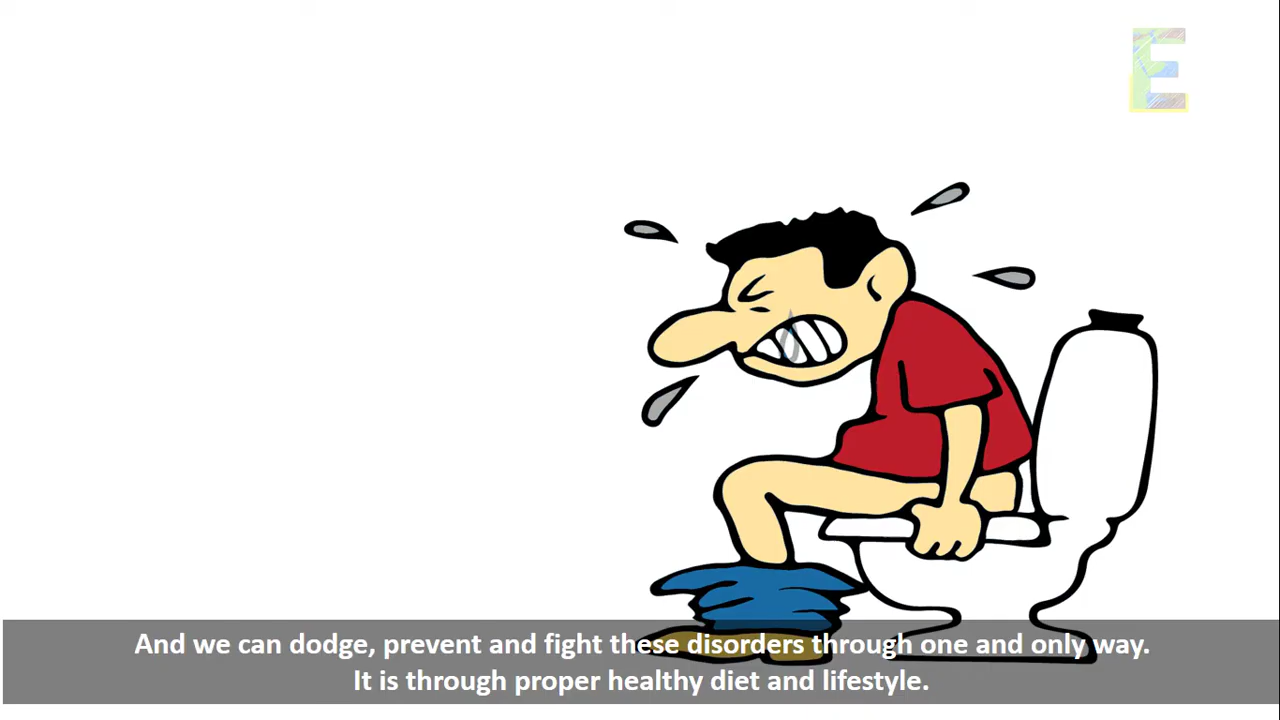 E
And we can dodge, prevent and fight these disorders through one and only way.
It is through proper healthy diet and lifestyle.